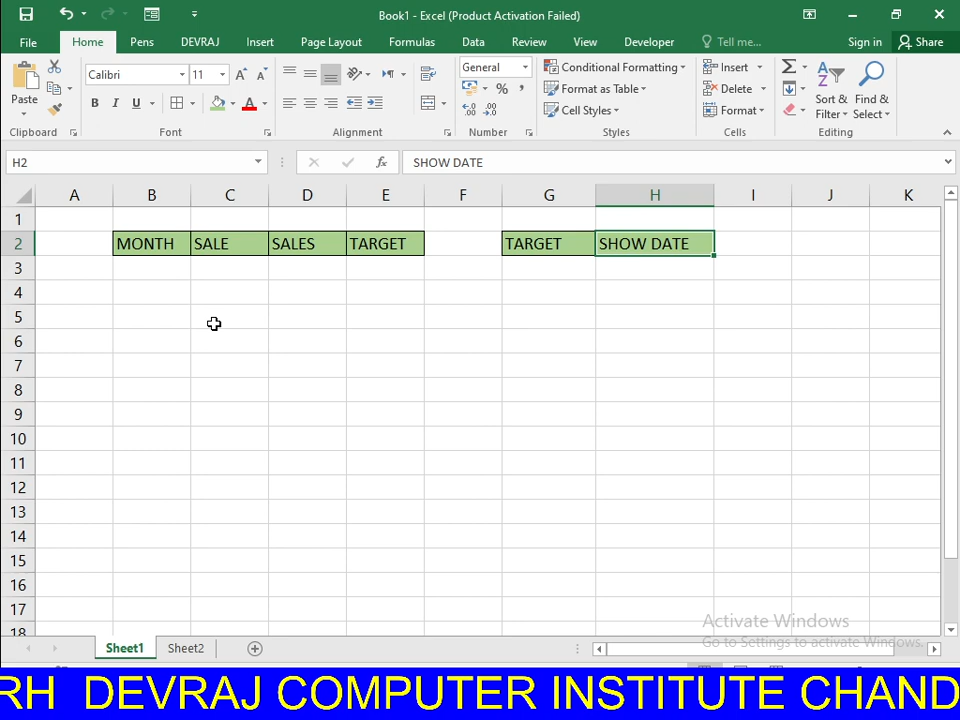 Book1 - Excel (Product Activation Failed)
File Home Pens DEVRAJ Insert Page Layout Formulas Data Review View Developer Tell me... Sign in Share
Paste Calibri 11 General Conditional Formatting Insert
Format as Table Delete Sort & Find &
Cell Styles Format Filter Select
Clipboard Font Alignment Number Styles Cells Editing
H2 fx SHOW DATE
A B C D E F G H I J K
1
2 MONTH SALE SALES TARGET TARGET SHOW DATE
3
4
5
6
7
8
9
10
11
12
13
14
15
16
17
18
Activate Windows
Go to Settings to activate Windows.
Sheet1 Sheet2
RH DEVRAJ COMPUTER INSTITUTE CHAND